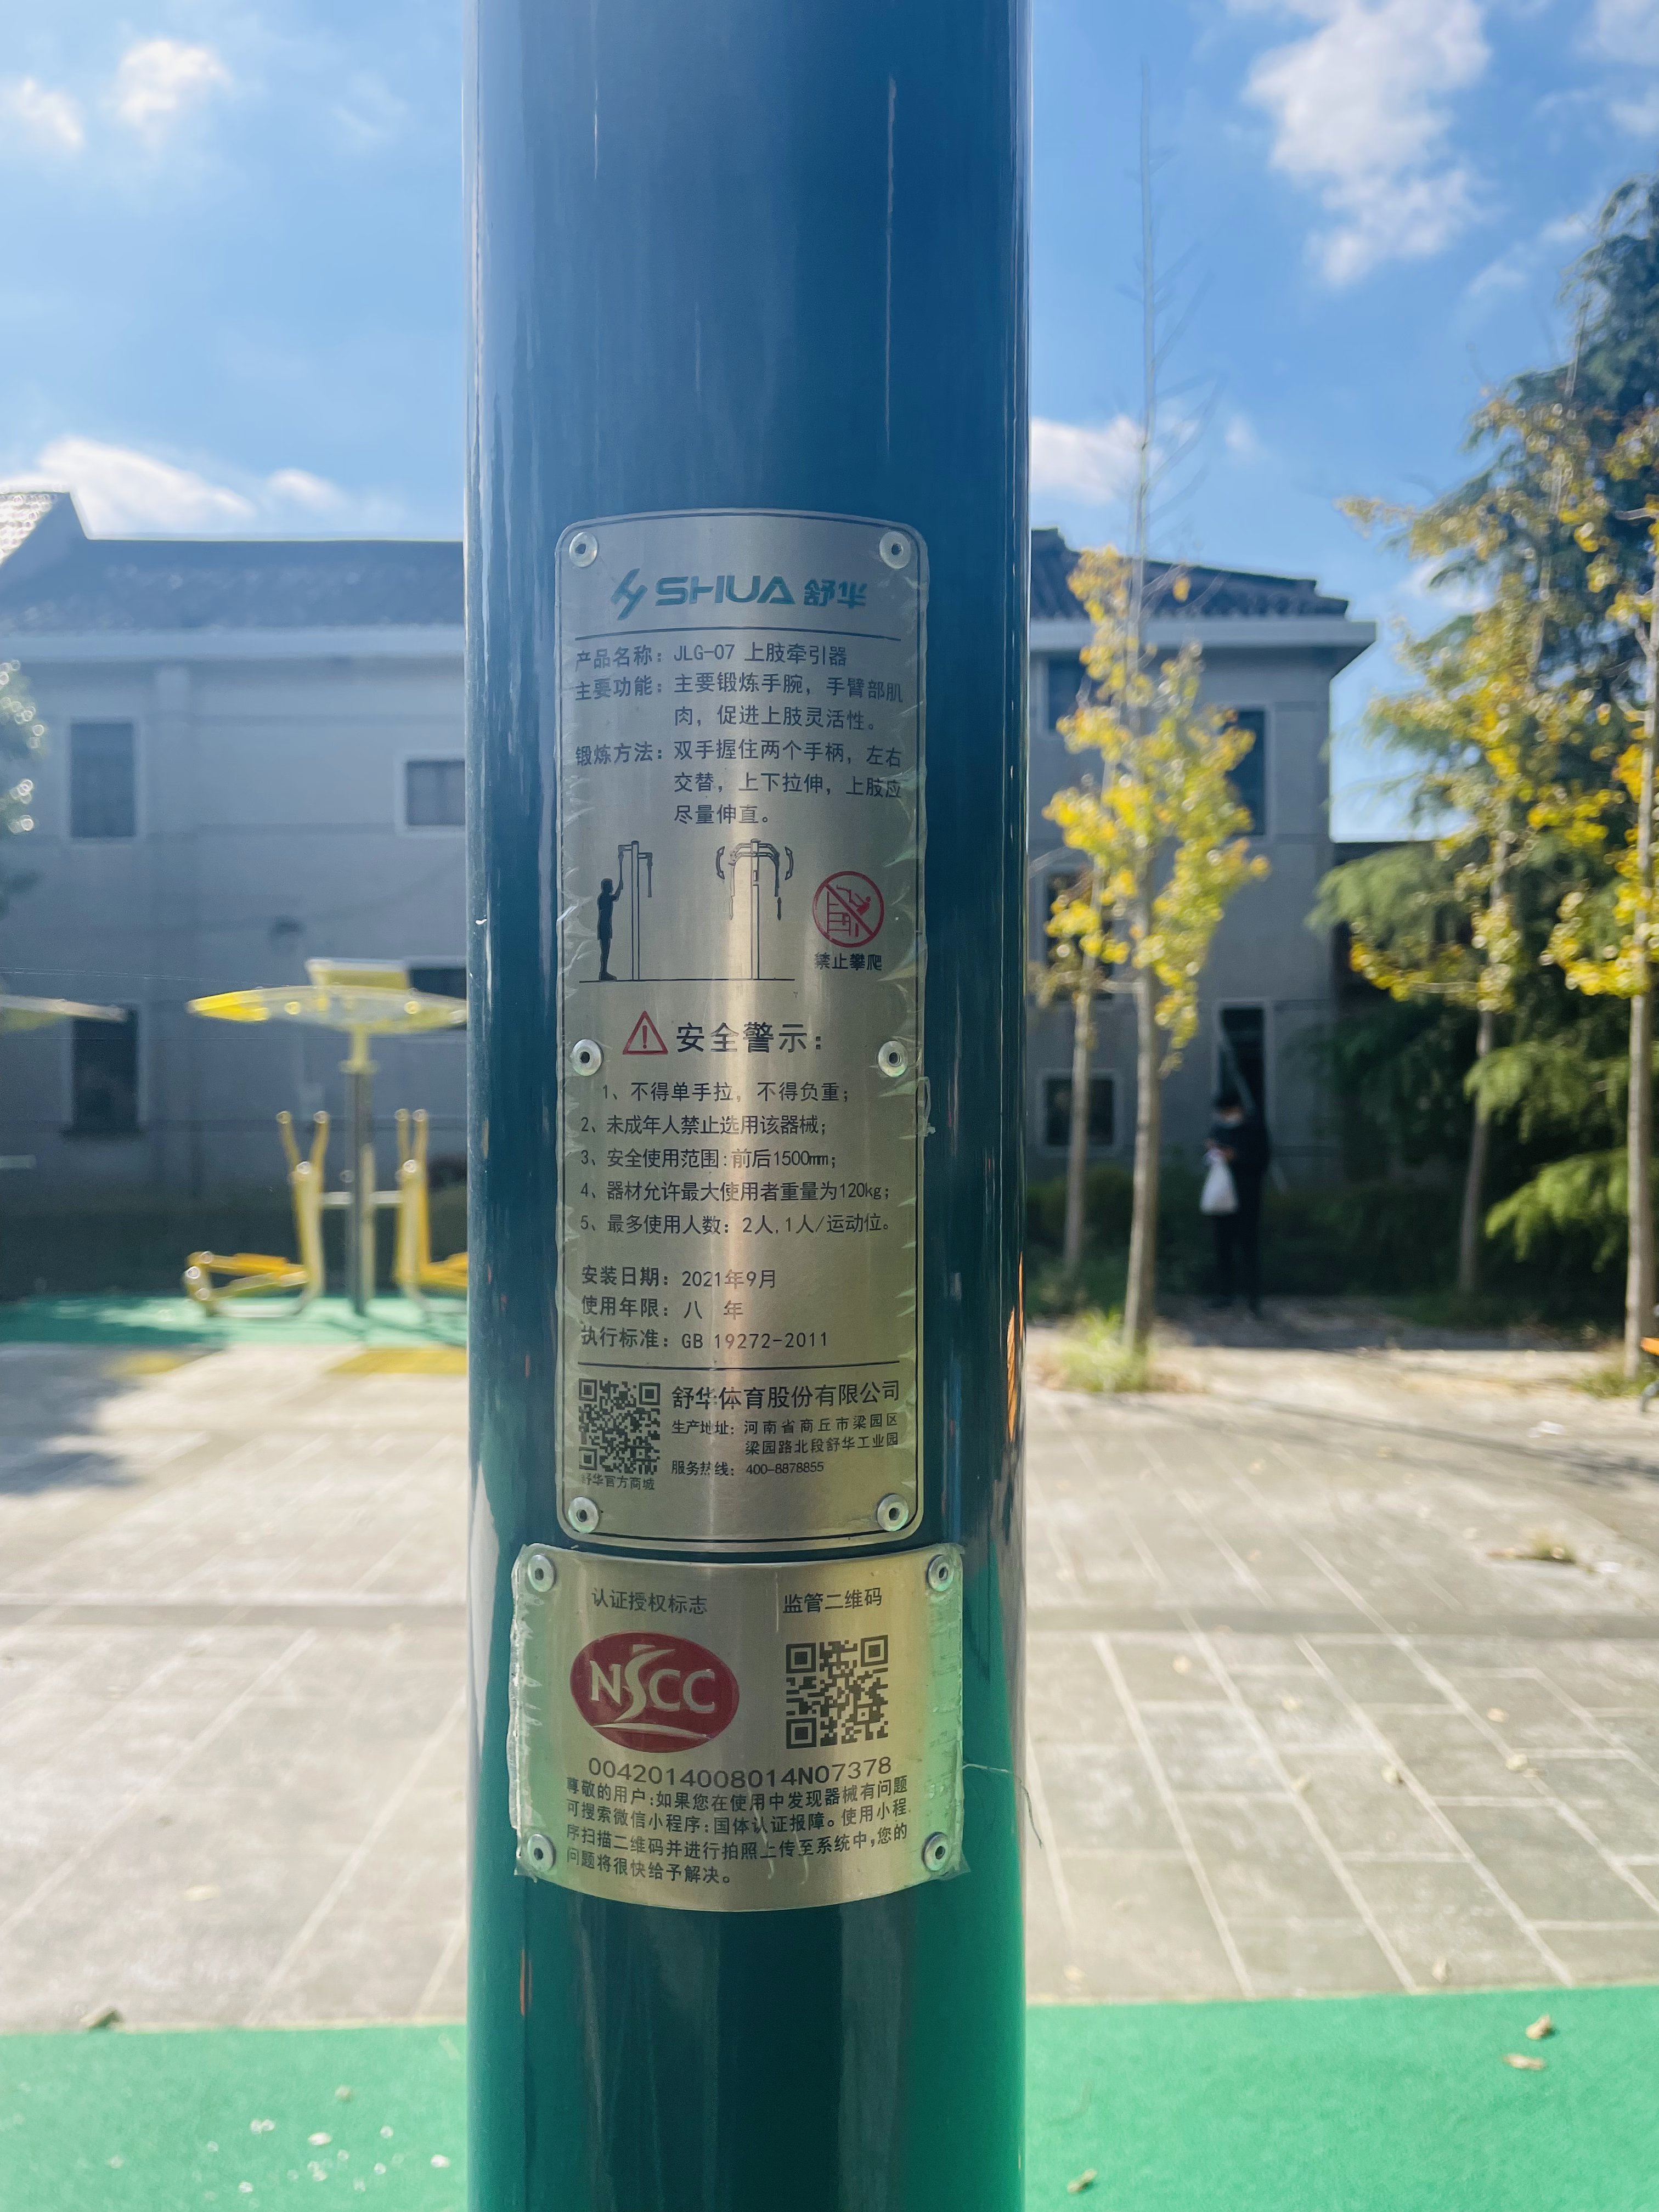 SHUA 舒华
产品名称：JLG-07 上肢牵引器
主要功能：主要锻炼手腕，手臂部肌
肉，促进上肢灵活性。
锻炼方法：双手握住两个手柄，左右
交替，上下拉伸，上肢应
尽量伸直。
禁止攀爬
安全警示：
1、不得单手拉，不得负重；
2、未成年人禁止选用该器械；
3、安全使用范围:前后1500mm；
4、器材允许最大使用者重量为120kg；
5、最多使用人数：2人,1人/运动位。
安装日期：2021年9月
使用年限：八 年
执行标准：GB 19272-2011
舒华体育股份有限公司
生产地址：河南省商丘市梁园区
梁园路北段舒华工业园
服务热线：400-8878855
舒华官方商城
认证授权标志 监管二维码
NSCC
0042014008014N07378
尊敬的用户:如果您在使用中发现器械有问题
可搜索微信小程序:国体认证报障。使用小程
序扫描二维码并进行拍照上传至系统中,您的
问题将很快给予解决。